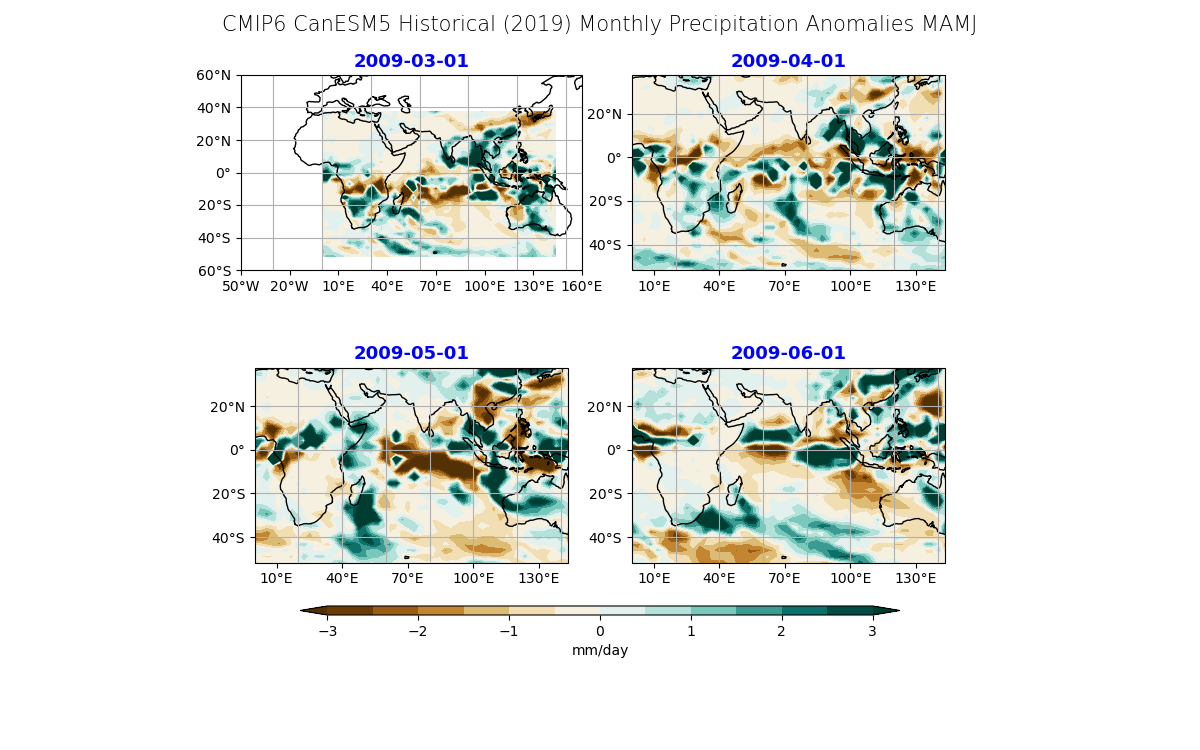 CMIP6 CanESM5 Historical (2019) Monthly Precipitation Anomalies MAMJ
2009-03-01
2009-04-01
60°N
40°N
20°N
0°
20°S
40°S
60°S
50°W 20°W 10°E 40°E 70°E 100°E 130°E 160°E
20°N
0°
20°S
40°S
10°E 40°E 70°E 100°E 130°E
2009-05-01
2009-06-01
20°N
0°
20°S
40°S
10°E 40°E 70°E 100°E 130°E
20°N
0°
20°S
40°S
10°E 40°E 70°E 100°E 130°E
−3 −2 −1 0 1 2 3
mm/day